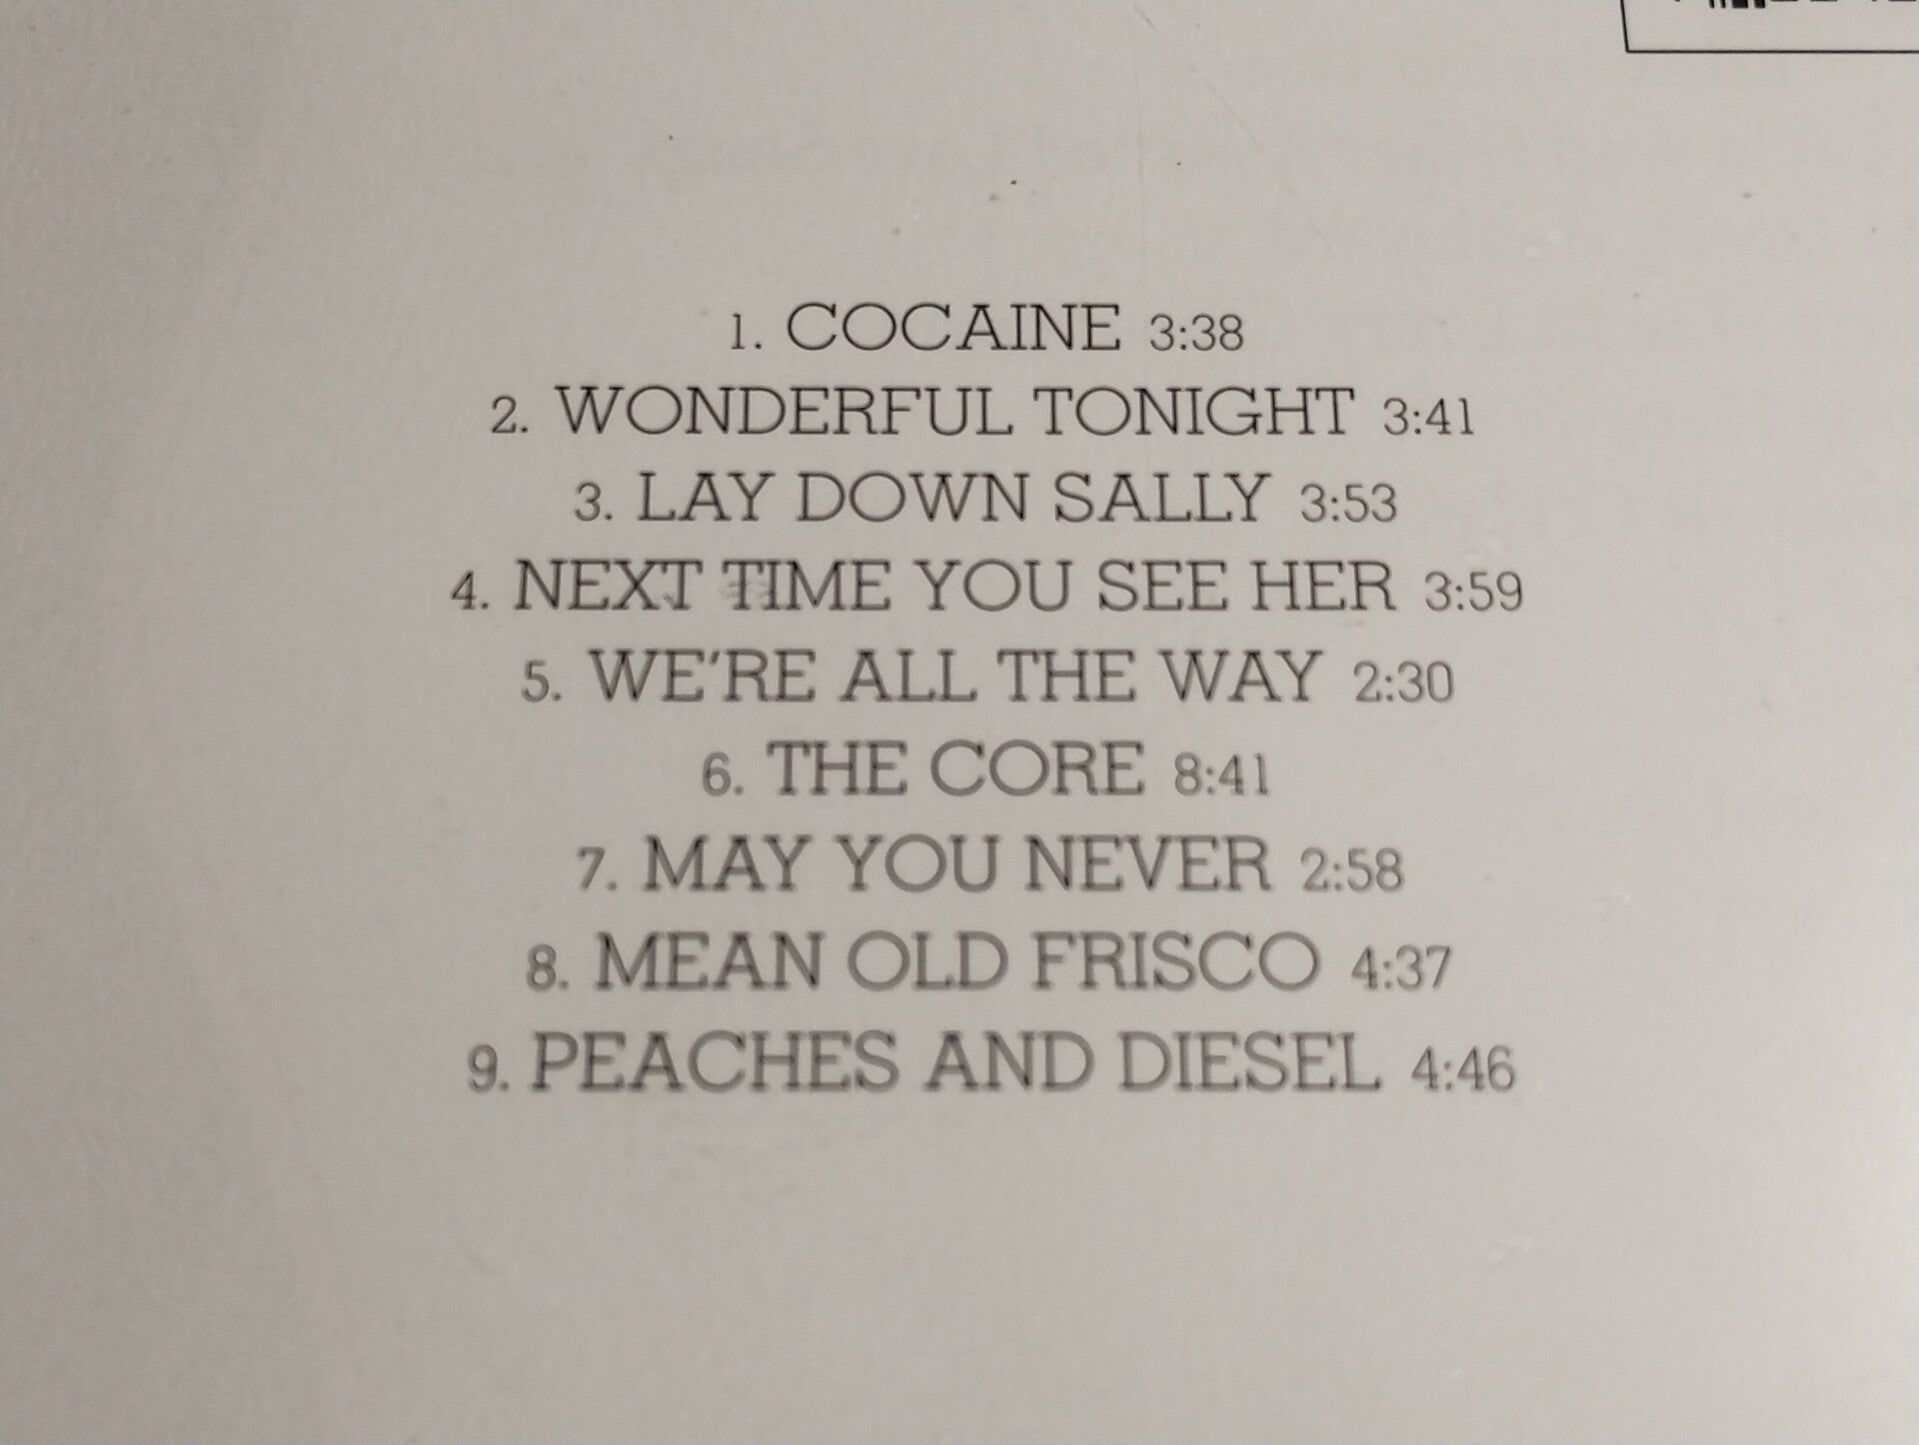 1. COCAINE 3:38
2. WONDERFUL TONIGHT 3:41
3. LAY DOWN SALLY 3:53
4. NEXT TIME YOU SEE HER 3:59
5. WE'RE ALL THE WAY 2:30
6. THE CORE 8:41
7. MAY YOU NEVER 2:58
8. MEAN OLD FRISCO 4:37
9. PEACHES AND DIESEL 4:46